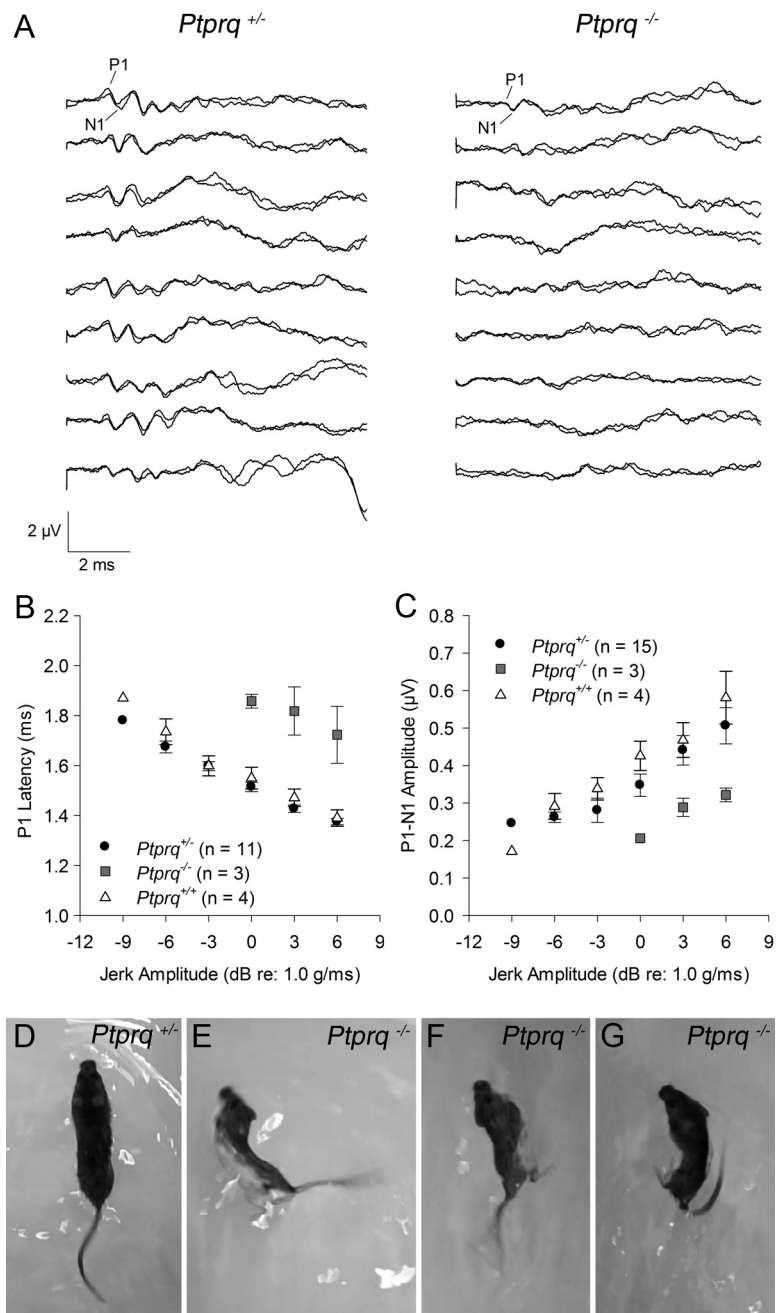 A
Ptprq +/-
Ptprq -/-
P1
N1
P1
N1
2 µV
2 ms
B
2.2
2.0
1.8
1.6
1.4
1.2
1.0
P1 Latency (ms)
Ptprq+/- (n = 11)
Ptprq-/- (n = 3)
Ptprq+/+ (n = 4)
-12 -9 -6 -3 0 3 6 9
Jerk Amplitude (dB re: 1.0 g/ms)
C
0.8
0.7
0.6
0.5
0.4
0.3
0.2
0.1
0.0
P1-N1 Amplitude (µV)
Ptprq+/- (n = 15)
Ptprq-/- (n = 3)
Ptprq+/+ (n = 4)
-12 -9 -6 -3 0 3 6 9
Jerk Amplitude (dB re: 1.0 g/ms)
D Ptprq +/-
E Ptprq -/-
F Ptprq -/-
G Ptprq -/-